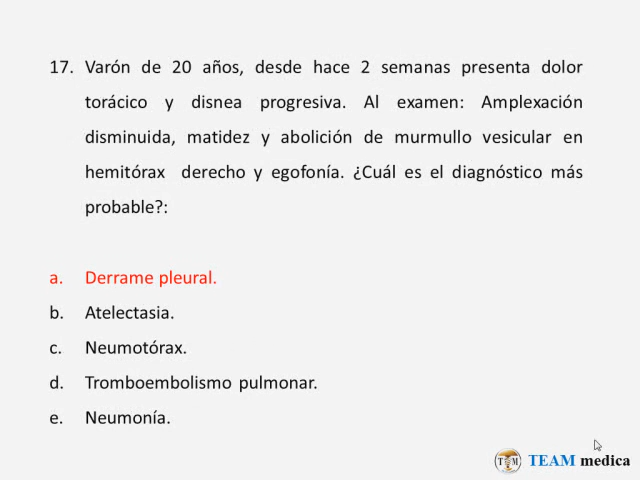 17. Varón de 20 años, desde hace 2 semanas presenta dolor
torácico y disnea progresiva. Al examen: Amplexación
disminuida, matidez y abolición de murmullo vesicular en
hemitórax derecho y egofonía. ¿Cuál es el diagnóstico más
probable?:
a. Derrame pleural.
b. Atelectasia.
c. Neumotórax.
d. Tromboembolismo pulmonar.
e. Neumonía.
TEAM medica